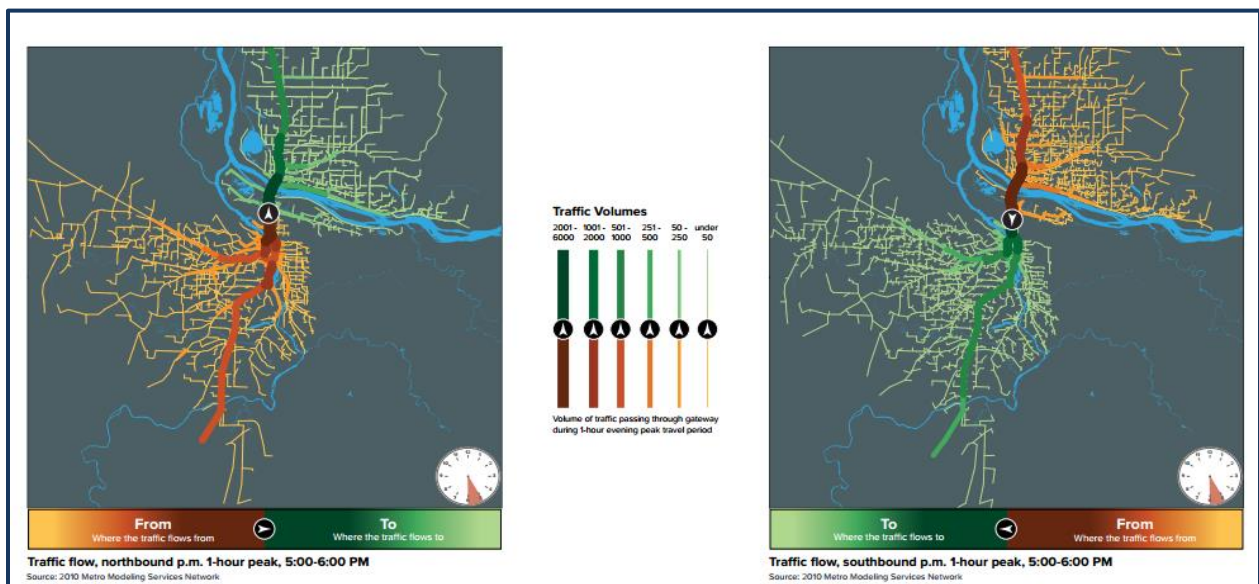 Traffic Volumes
2001 - 6000
1001 - 2000
501 - 1000
251 - 500
50 - 250
under 50
Volume of traffic passing through gateway
during 1-hour evening peak travel period
From
Where the traffic flows from
To
Where the traffic flows to
Traffic flow, northbound p.m. 1-hour peak, 5:00-6:00 PM
Source: 2010 Metro Modeling Services Network
To
Where the traffic flows to
From
Where the traffic flows from
Traffic flow, southbound p.m. 1-hour peak, 5:00-6:00 PM
Source: 2010 Metro Modeling Services Network